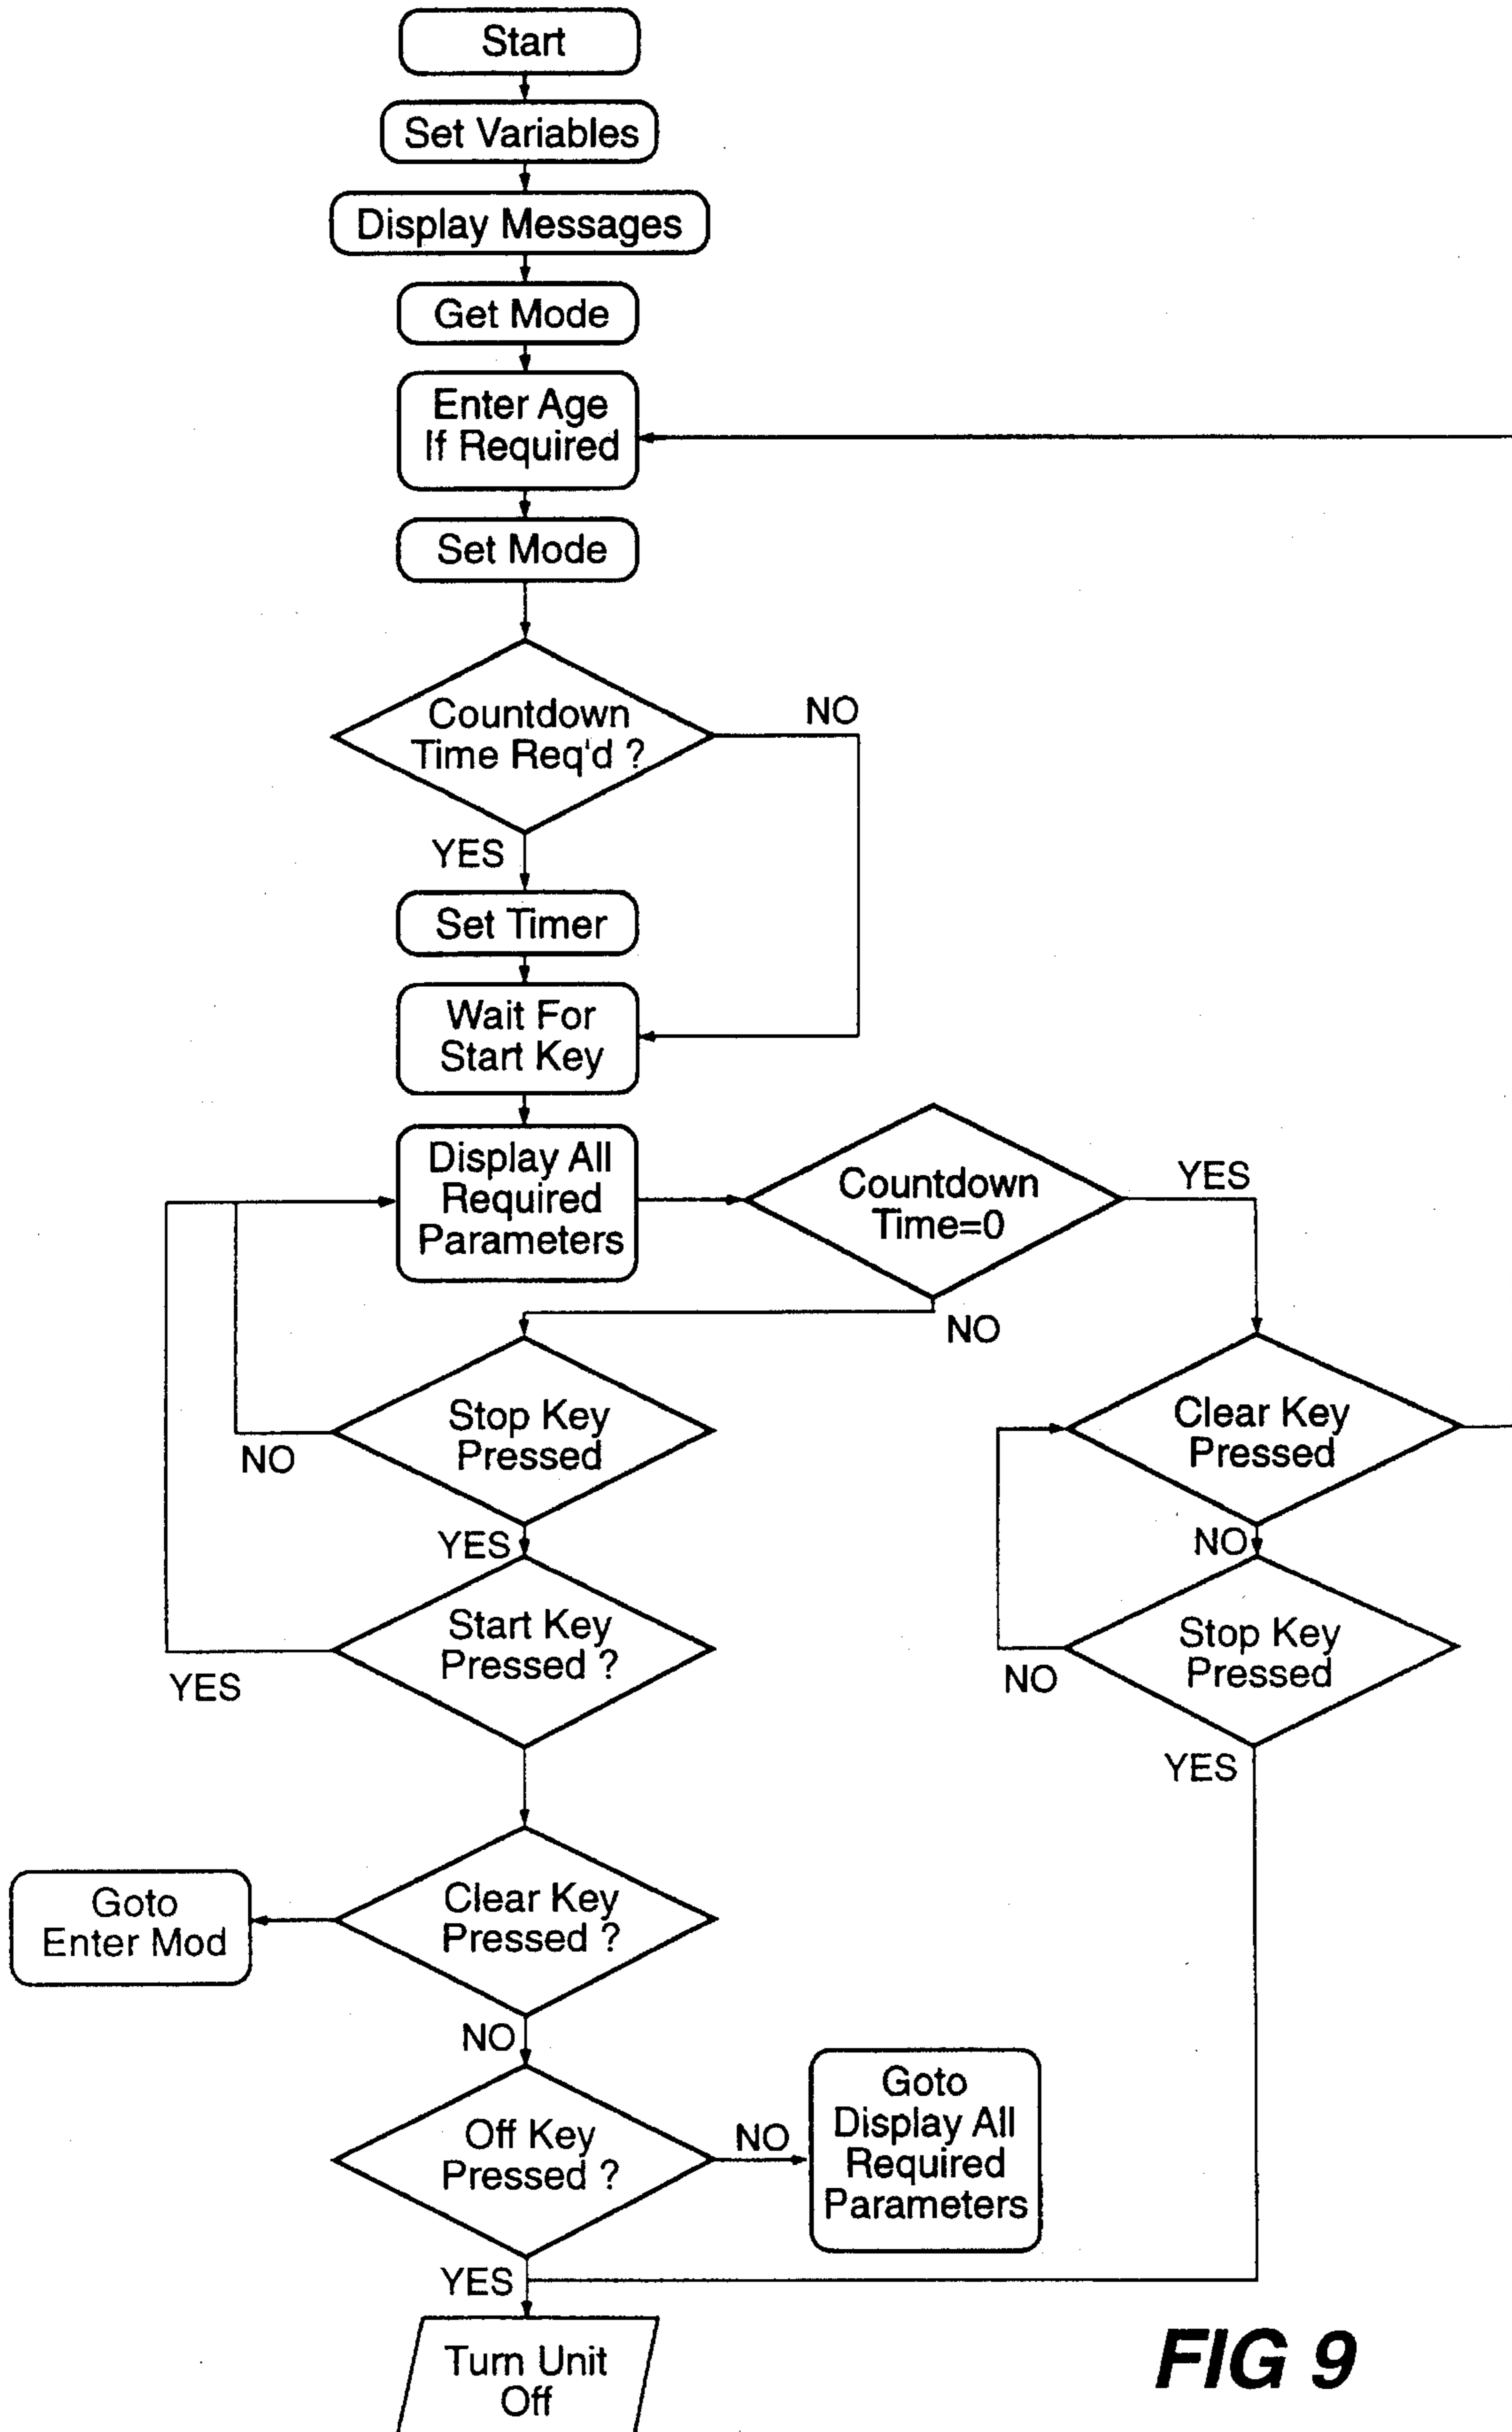 Start
Set Variables
Display Messages
Get Mode
Enter Age
If Required
Set Mode
Countdown
Time Req'd ?
NO
YES
Set Timer
Wait For
Start Key
Display All
Required
Parameters
Countdown
Time=0
YES
NO
Stop Key
Pressed
NO
YES
Clear Key
Pressed
NO
Start Key
Pressed ?
YES
Stop Key
Pressed
NO
YES
Clear Key
Pressed ?
Goto
Enter Mod
NO
Off Key
Pressed ?
NO
Goto
Display All
Required
Parameters
YES
Turn Unit
Off
FIG 9